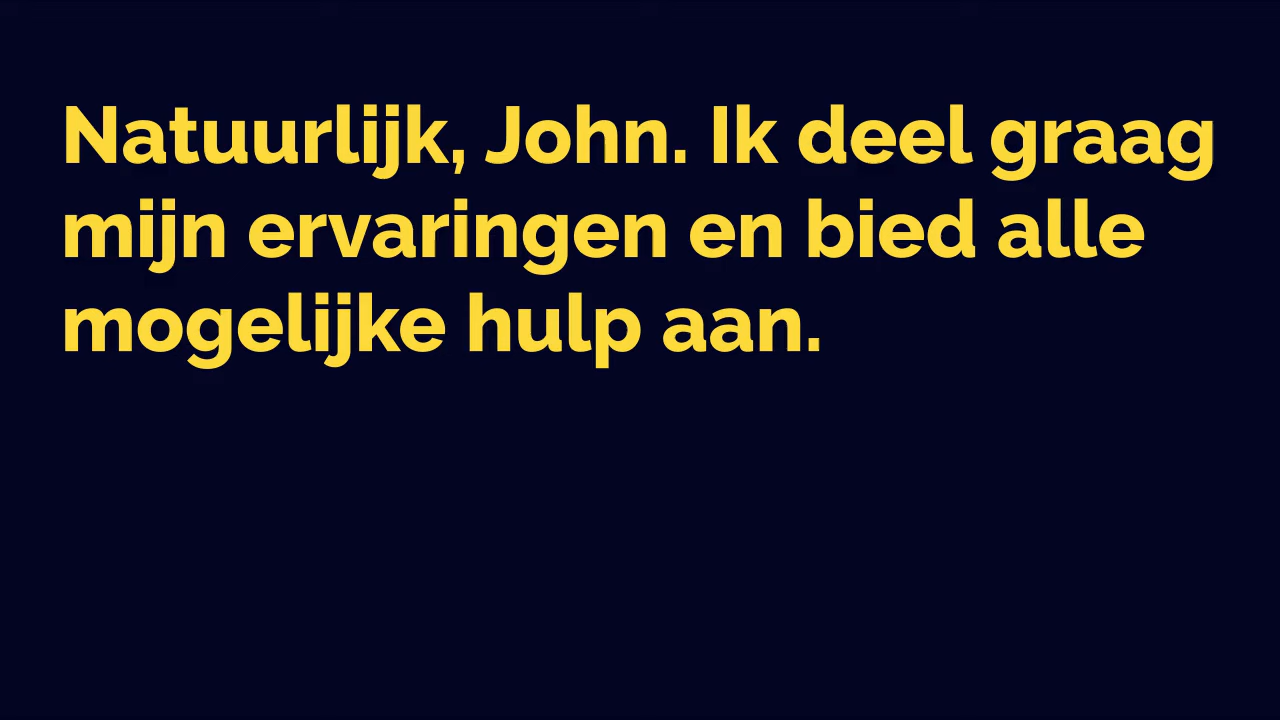 Natuurlijk, John. Ik deel graag
mijn ervaringen en bied alle
mogelijke hulp aan.